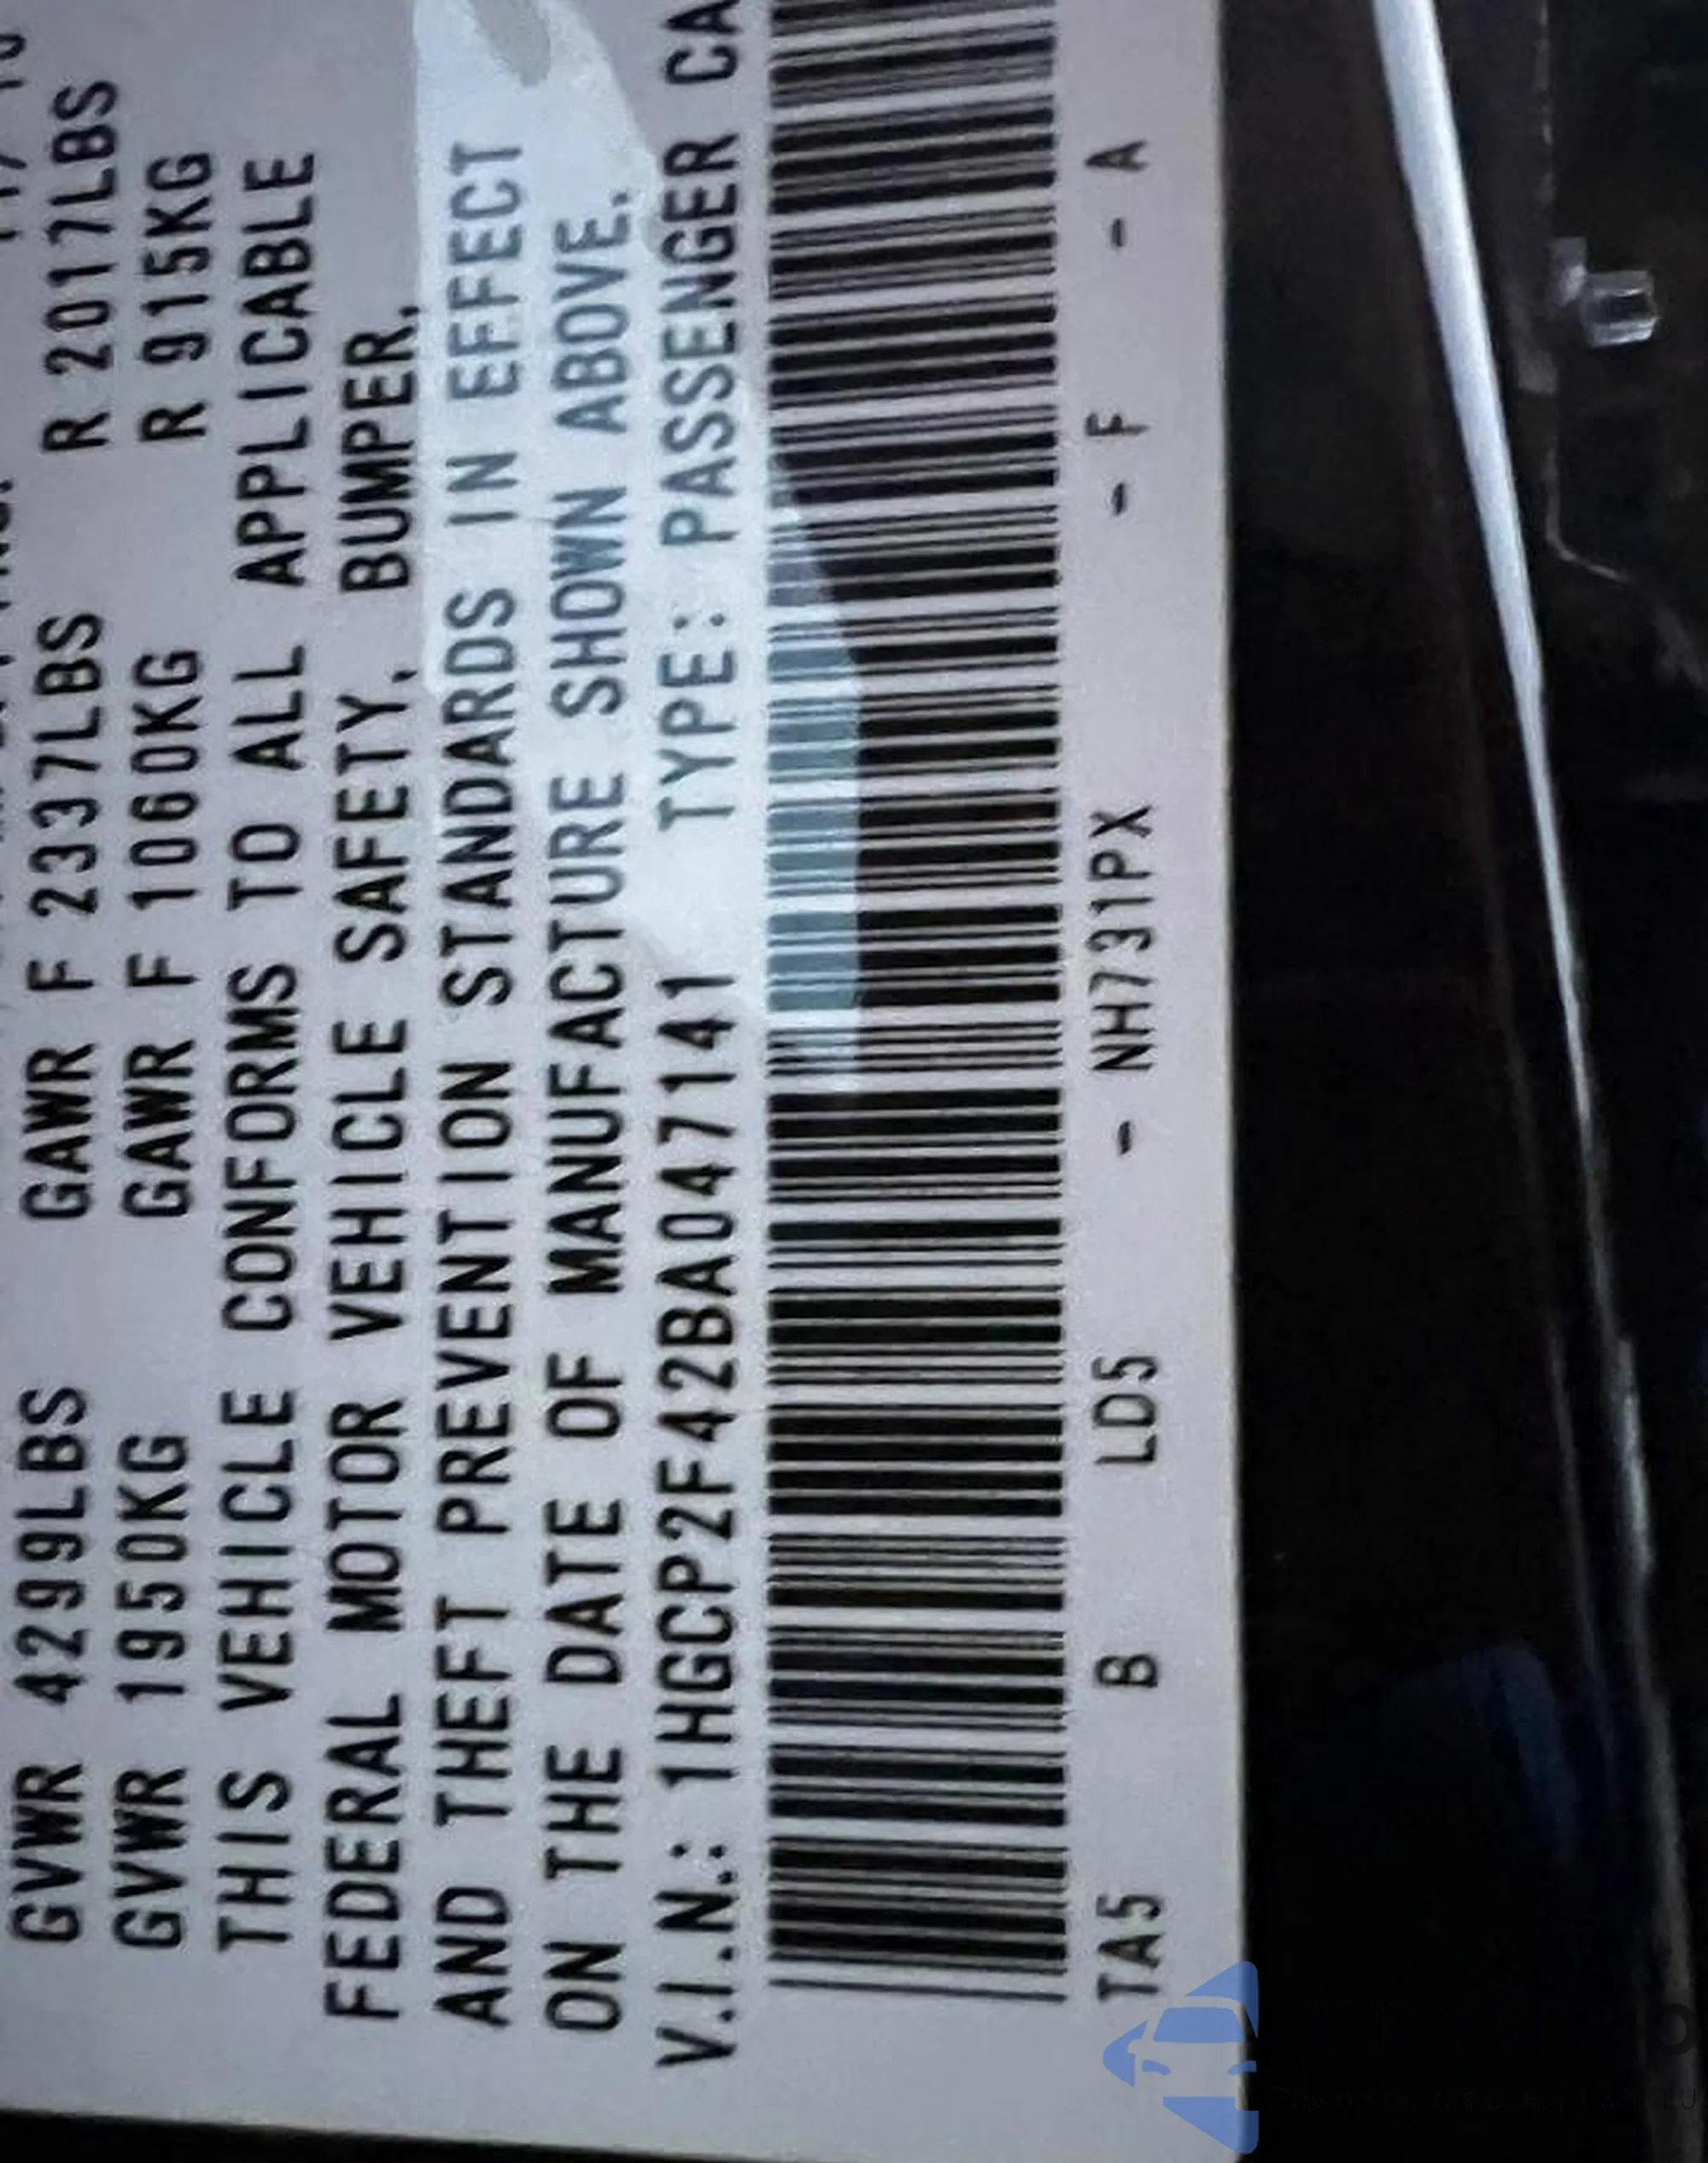 GVWR 4299LBS GAWR F 2337LBS R 2017LBS
GVWR 1950KG GAWR F 1060KG R 915KG
THIS VEHICLE CONFORMS TO ALL APPLICABLE
FEDERAL MOTOR VEHICLE SAFETY, BUMPER,
AND THEFT PREVENTION STANDARDS IN EFFECT
ON THE DATE OF MANUFACTURE SHOWN ABOVE.
V.I.N.: 1HGCP2F42BA047141 TYPE: PASSENGER CA
TA5 B LD5 - NH731PX - F - A